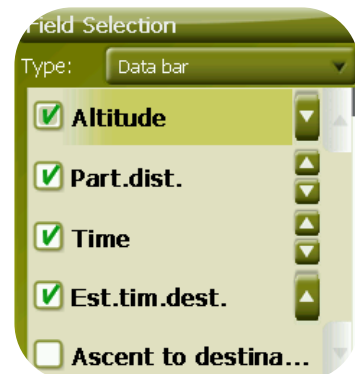 Field Selection
Type: Data bar
Altitude
Part.dist.
Time
Est.tim.dest.
Ascent to destina...